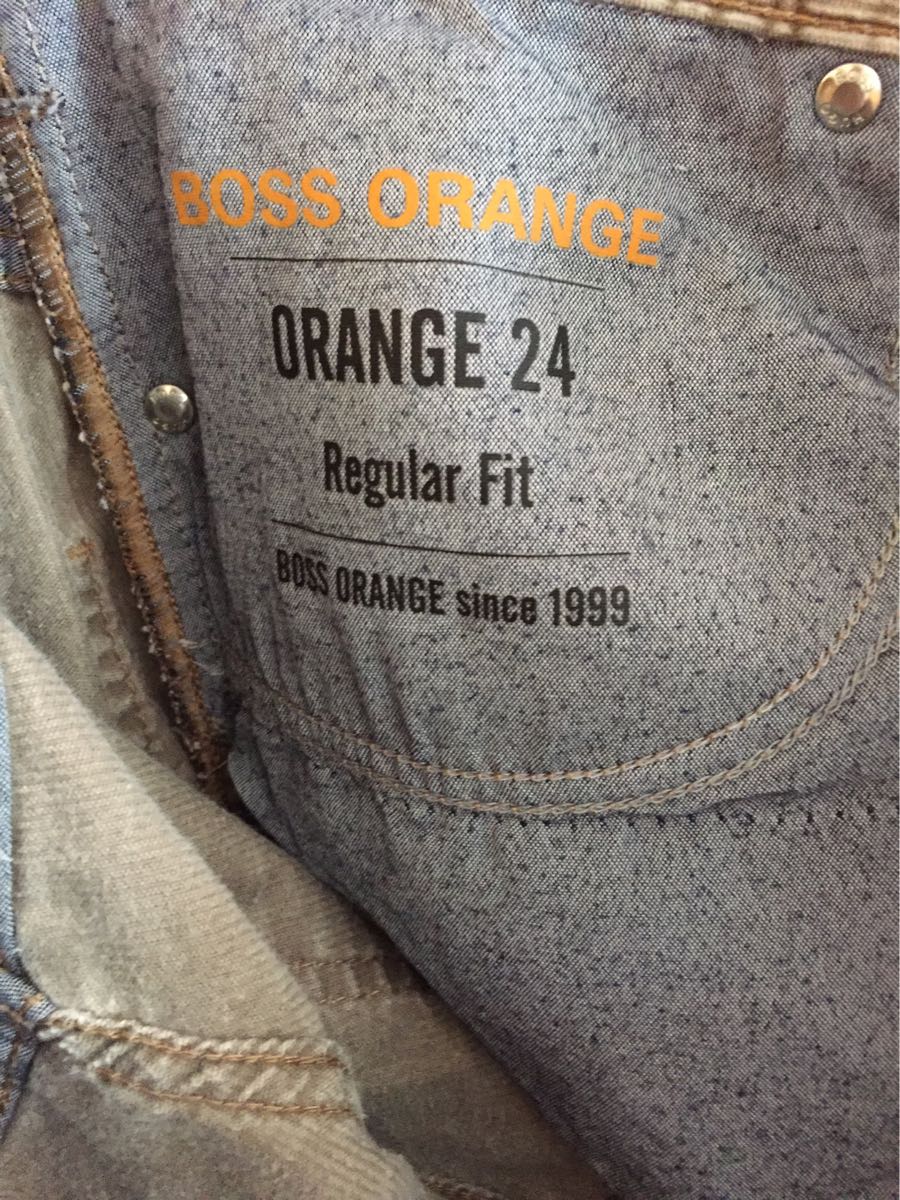 BOSS ORANGE
ORANGE 24
Regular Fit
BOSS ORANGE since 1999